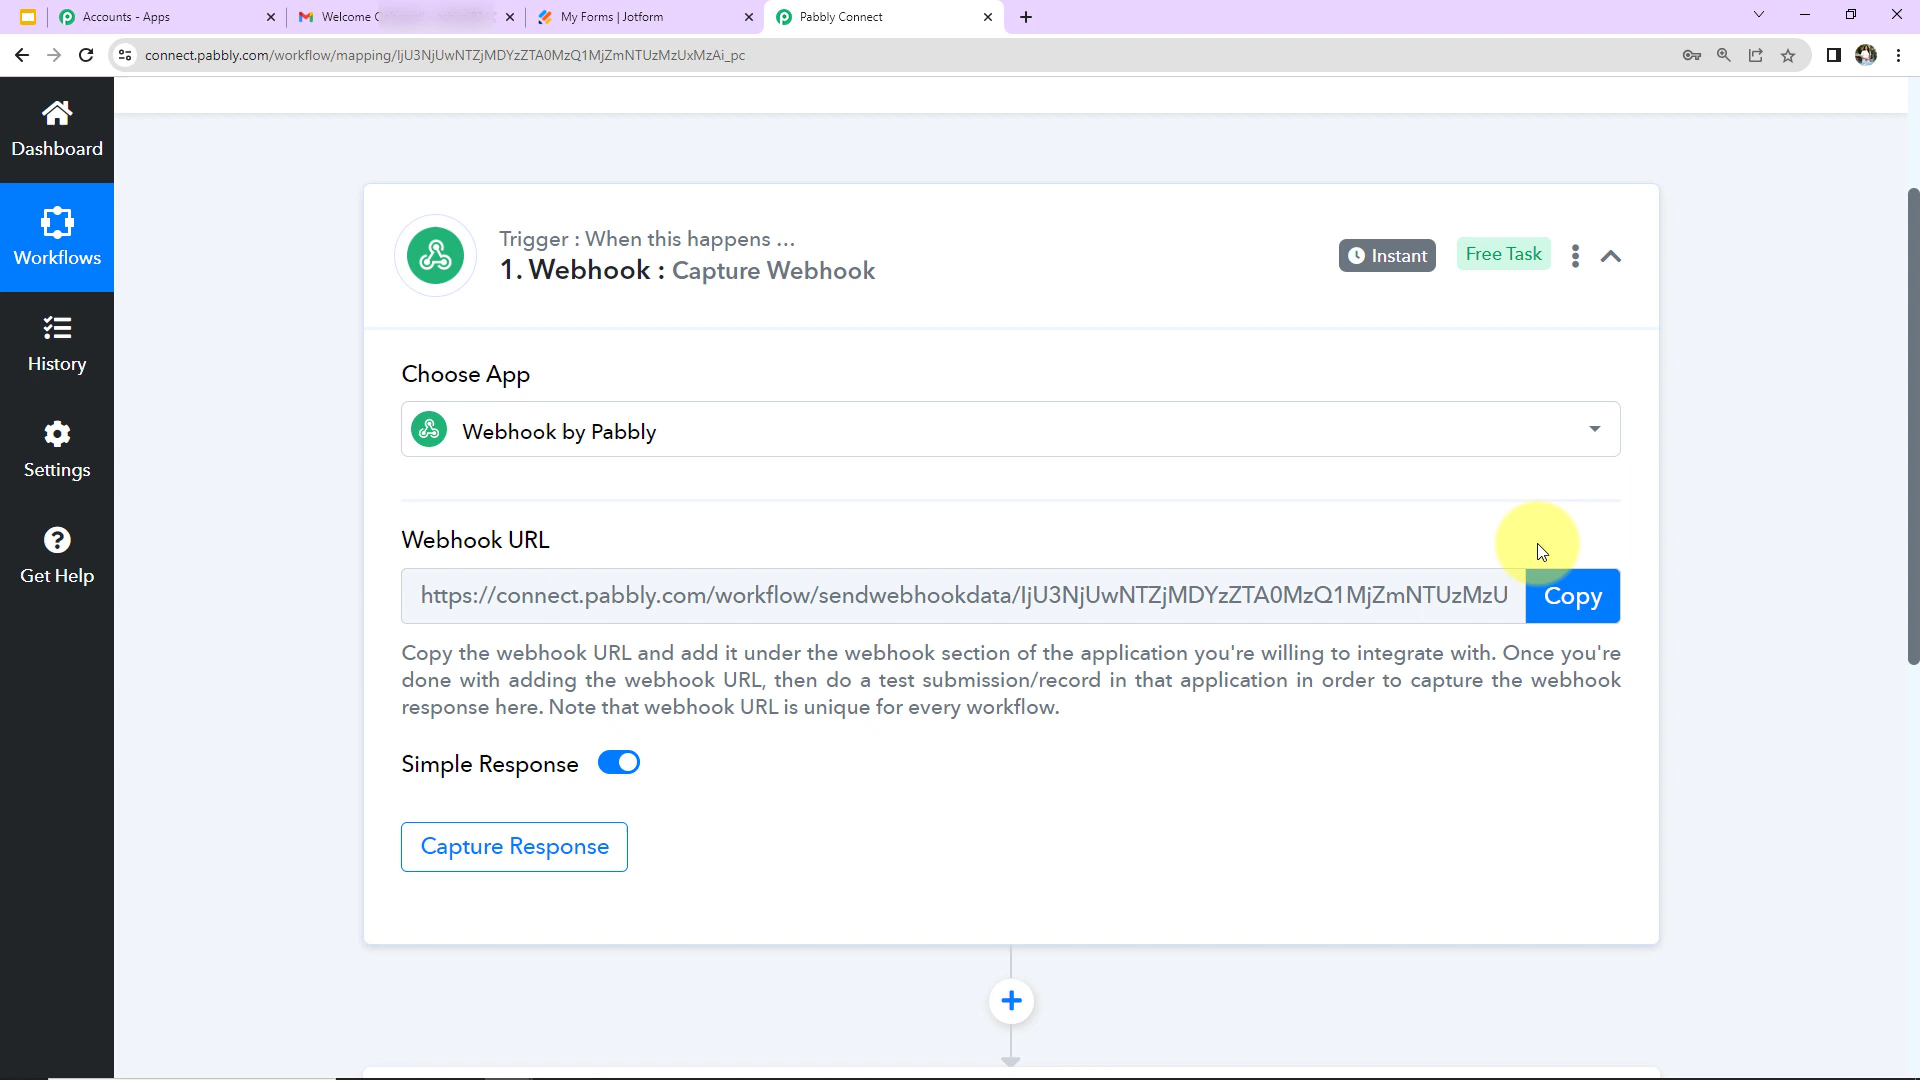 Accounts - Apps
Welcome
My Forms | Jotform
Pabbly Connect
connect.pabbly.com/workflow/mapping/IjU3NjUwNTZjMDYzZTA0MzQ1MjZmNTUzMzUxMzAi_pc
Dashboard
Workflows
History
Settings
Get Help
Trigger : When this happens ...
1. Webhook : Capture Webhook
Instant
Free Task
Choose App
Webhook by Pabbly
Webhook URL
https://connect.pabbly.com/workflow/sendwebhookdata/IjU3NjUwNTZjMDYzZTA0MzQ1MjZmNTUzMzU
Copy
Copy the webhook URL and add it under the webhook section of the application you're willing to integrate with. Once you're
done with adding the webhook URL, then do a test submission/record in that application in order to capture the webhook
response here. Note that webhook URL is unique for every workflow.
Simple Response
Capture Response